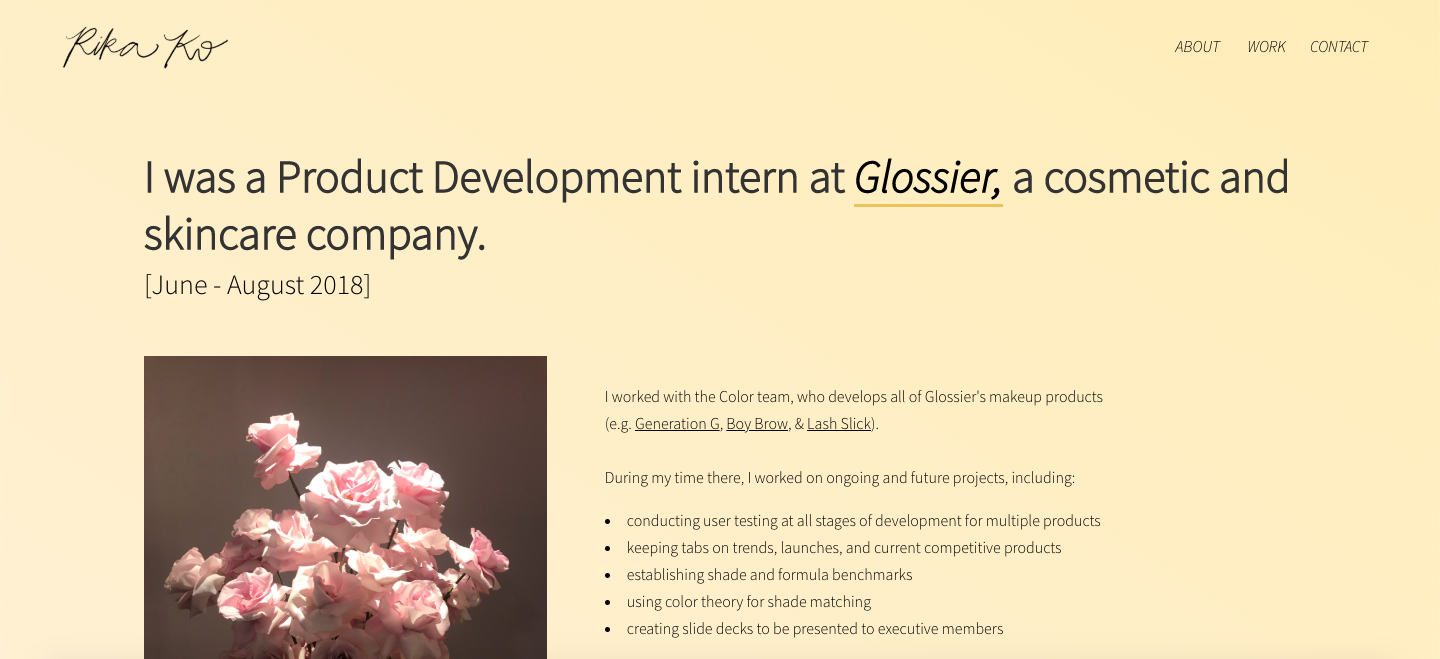 Rika Ko
ABOUT WORK CONTACT
I was a Product Development intern at Glossier, a cosmetic and
skincare company.
[June - August 2018]
I worked with the Color team, who develops all of Glossier's makeup products
(e.g. Generation G, Boy Brow, & Lash Slick).
During my time there, I worked on ongoing and future projects, including:
• conducting user testing at all stages of development for multiple products
• keeping tabs on trends, launches, and current competitive products
• establishing shade and formula benchmarks
• using color theory for shade matching
• creating slide decks to be presented to executive members